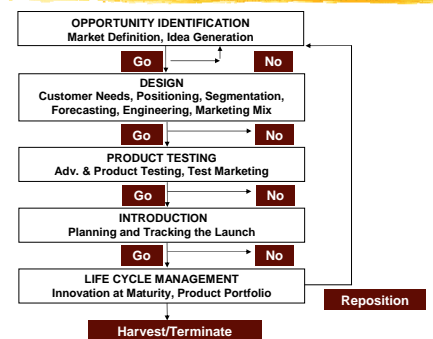 OPPORTUNITY IDENTIFICATION
Market Definition, Idea Generation
Go No
DESIGN
Customer Needs, Positioning, Segmentation,
Forecasting, Engineering, Marketing Mix
Go No
PRODUCT TESTING
Adv. & Product Testing, Test Marketing
Go No
INTRODUCTION
Planning and Tracking the Launch
Go No
LIFE CYCLE MANAGEMENT
Innovation at Maturity, Product Portfolio
Reposition
Harvest/Terminate